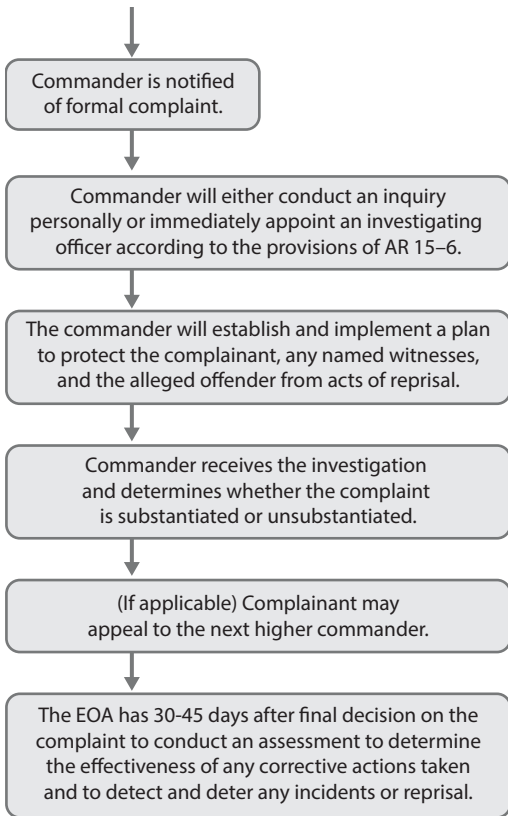 Commander is notified
of formal complaint.
Commander will either conduct an inquiry
personally or immediately appoint an investigating
officer according to the provisions of AR 15–6.
The commander will establish and implement a plan
to protect the complainant, any named witnesses,
and the alleged offender from acts of reprisal.
Commander receives the investigation
and determines whether the complaint
is substantiated or unsubstantiated.
(If applicable) Complainant may
appeal to the next higher commander.
The EOA has 30-45 days after final decision on the
complaint to conduct an assessment to determine
the effectiveness of any corrective actions taken
and to detect and deter any incidents or reprisal.